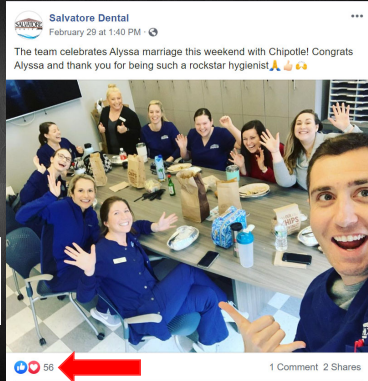 Salvatore Dental
February 29 at 1:40 PM
The team celebrates Alyssa marriage this weekend with Chipotle! Congrats
Alyssa and thank you for being such a rockstar hygienist🙏👍🏻🙌
CHIPS
56
1 Comment 2 Shares